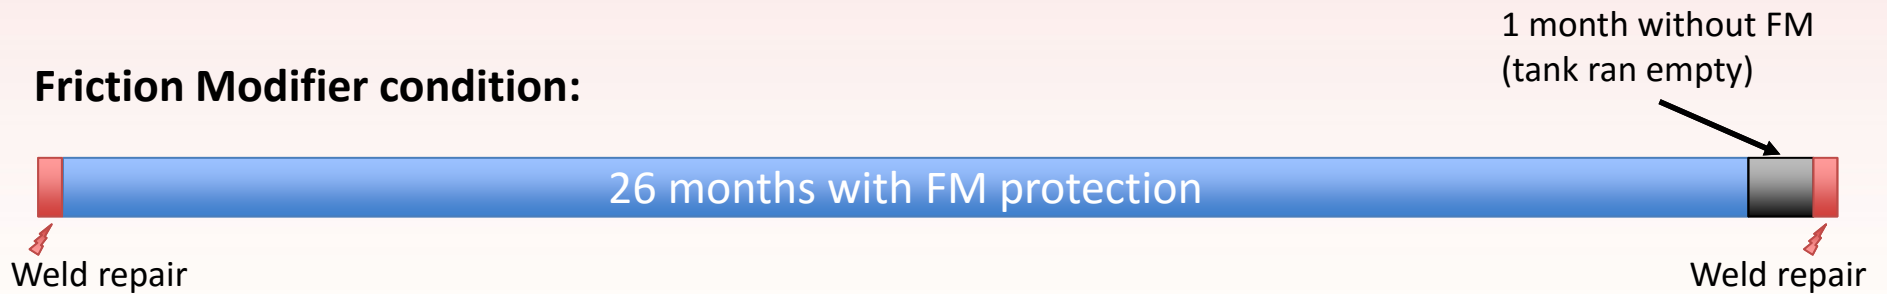 1 month without FM
(tank ran empty)
Friction Modifier condition:
26 months with FM protection
Weld repair
Weld repair